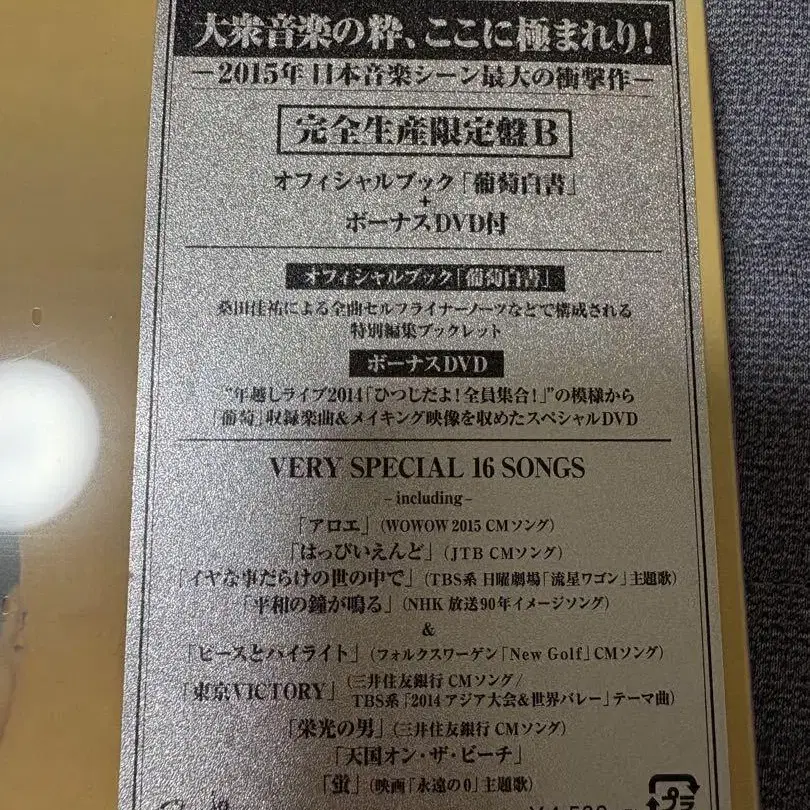 大衆音楽の粋、ここに極まれり!
－2015年 日本音楽シーン最大の衝撃作－
完全生産限定盤B
オフィシャルブック「葡萄白書」
+
ボーナスDVD付
オフィシャルブック「葡萄白書」
桑田佳祐による全曲セルフライナーノーツなどで構成される
特別編集ブックレット
ボーナスDVD
“年越しライブ2014「ひつじだよ!全員集合!」”の模様から
「葡萄」収録楽曲&メイキング映像を収めたスペシャルDVD
VERY SPECIAL 16 SONGS
－including－
「アロエ」(WOWOW 2015 CMソング)
「はっぴいえんど」(JTB CMソング)
「イヤな事だらけの世の中で」(TBS系 日曜劇場「流星ワゴン」主題歌)
「平和の鐘が鳴る」(NHK 放送90年イメージソング)
&
「ピースとハイライト」(フォルクスワーゲン「New Golf」CMソング)
「東京VICTORY」(三井住友銀行 CMソング/
TBS系「2014 アジア大会&世界バレー」テーマ曲)
「栄光の男」(三井住友銀行 CMソング)
「天国オン・ザ・ビーチ」
「蛍」(映画「永遠の0」主題歌)
プラ